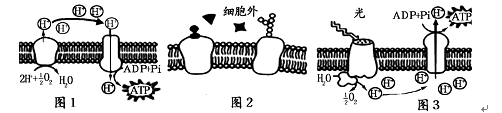 H⁺ H⁺ H⁺ H⁺
2H⁺+½O₂ H₂O
H⁺
ADP+Pi
ATP
图1
细胞外
图2
光
ADP+Pi
ATP
H⁺ H⁺
H⁺
H₂O
½O₂ H⁺ H⁺ H⁺ H⁺ H⁺
图3